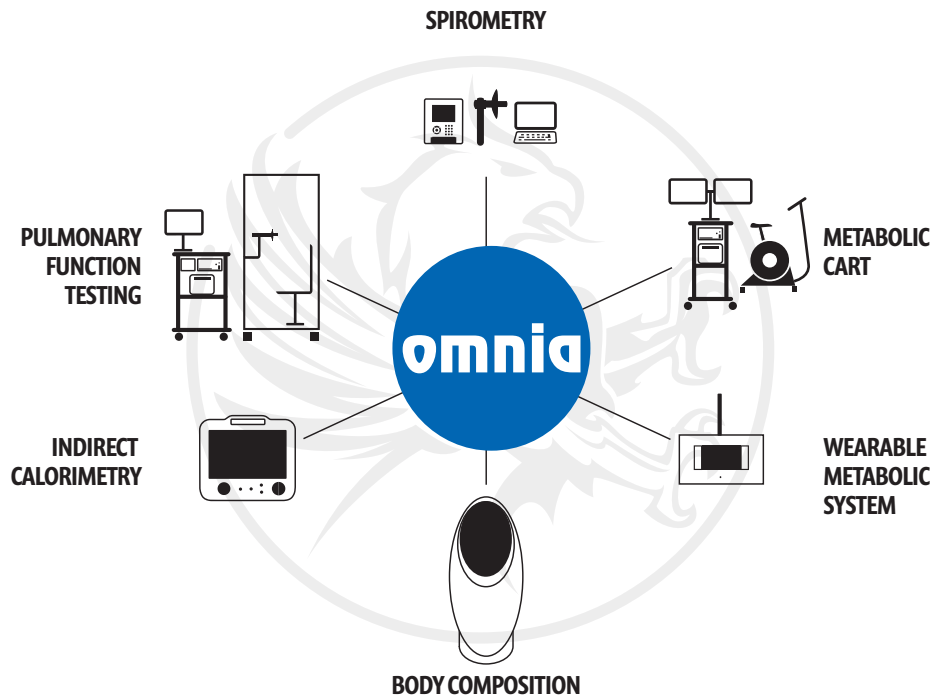 SPIROMETRY
PULMONARY
FUNCTION
TESTING
METABOLIC
CART
omnia
INDIRECT
CALORIMETRY
WEARABLE
METABOLIC
SYSTEM
BODY COMPOSITION